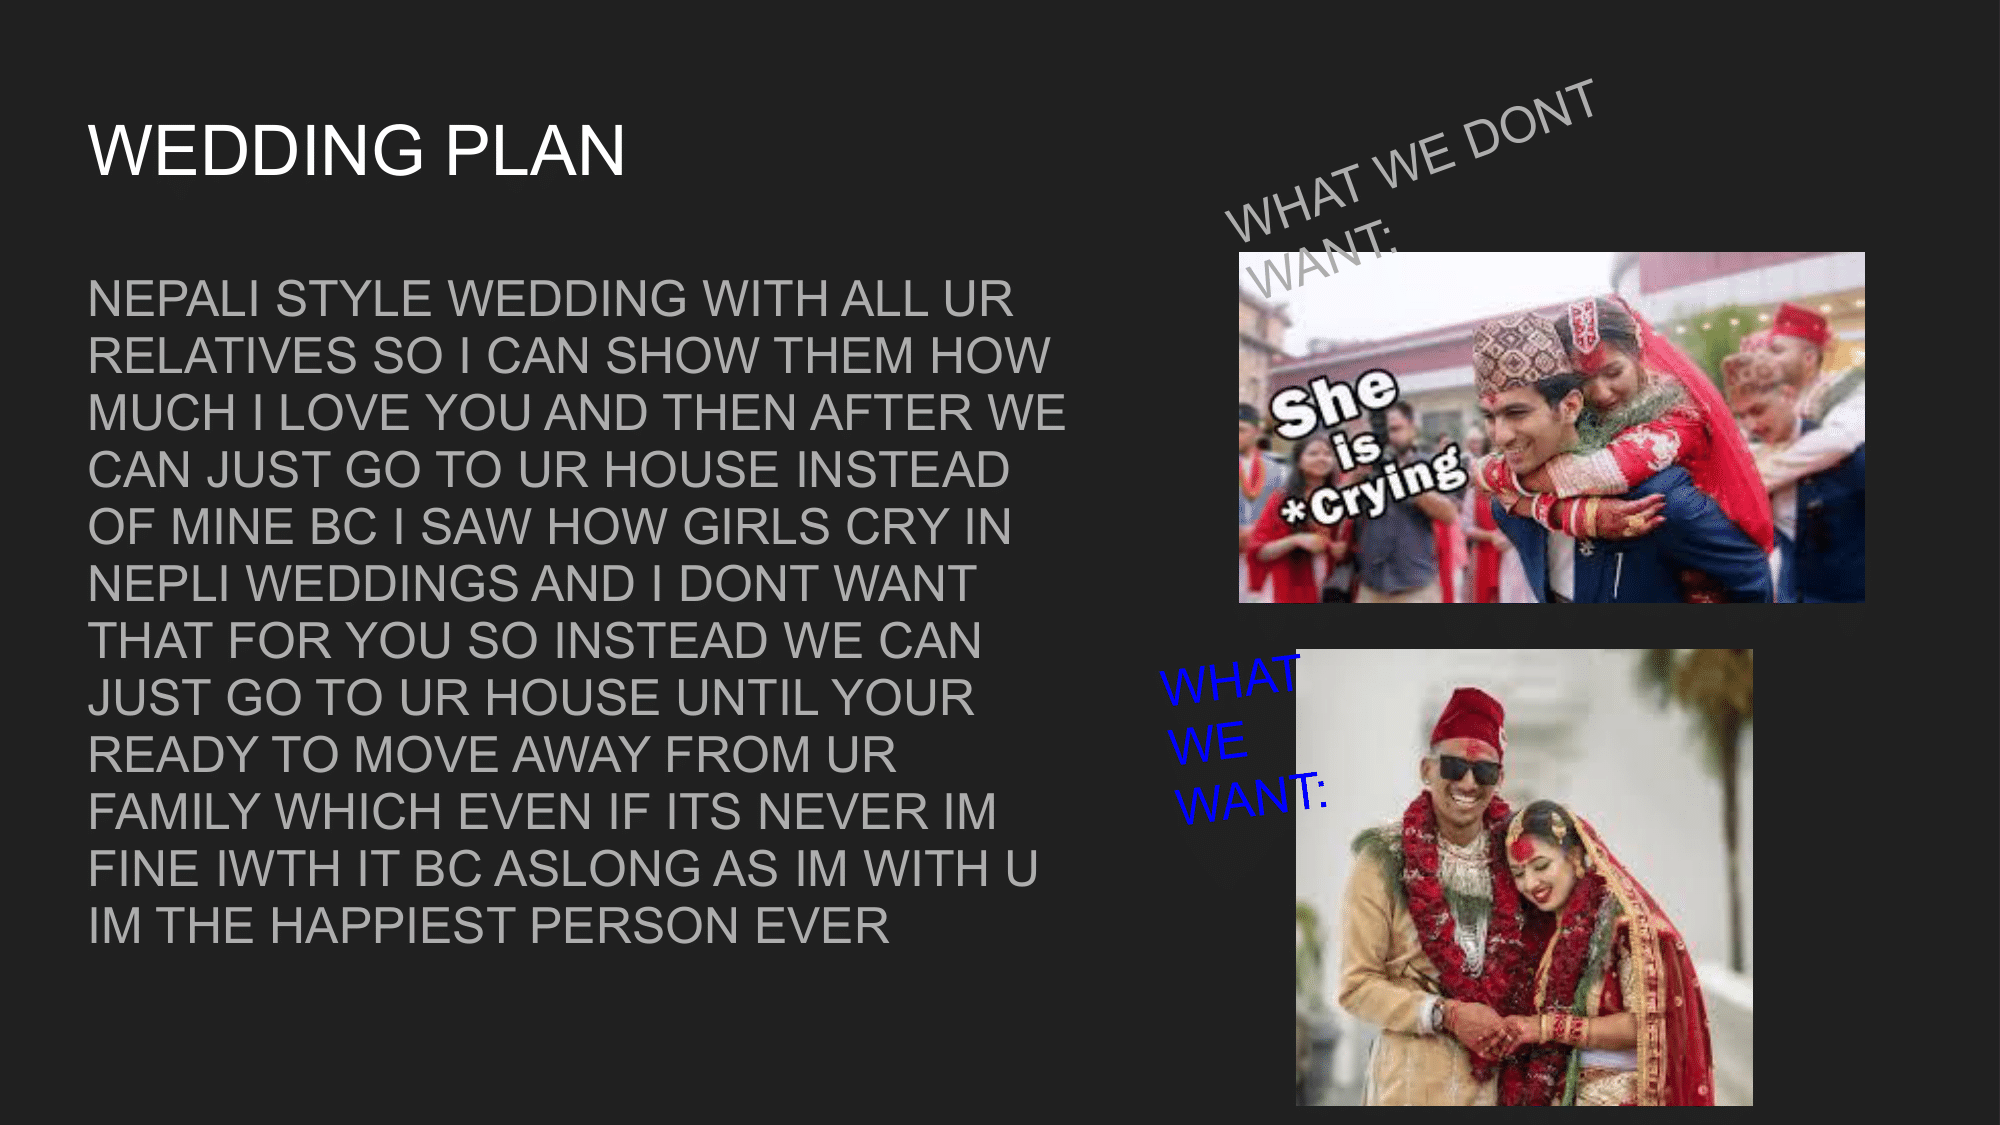 WEDDING PLAN
NEPALI STYLE WEDDING WITH ALL UR
RELATIVES SO I CAN SHOW THEM HOW
MUCH I LOVE YOU AND THEN AFTER WE
CAN JUST GO TO UR HOUSE INSTEAD
OF MINE BC I SAW HOW GIRLS CRY IN
NEPLI WEDDINGS AND I DONT WANT
THAT FOR YOU SO INSTEAD WE CAN
JUST GO TO UR HOUSE UNTIL YOUR
READY TO MOVE AWAY FROM UR
FAMILY WHICH EVEN IF ITS NEVER IM
FINE IWTH IT BC ASLONG AS IM WITH U
IM THE HAPPIEST PERSON EVER
WHAT WE DONT
WANT:
She
is
*Crying
WHAT
WE
WANT: